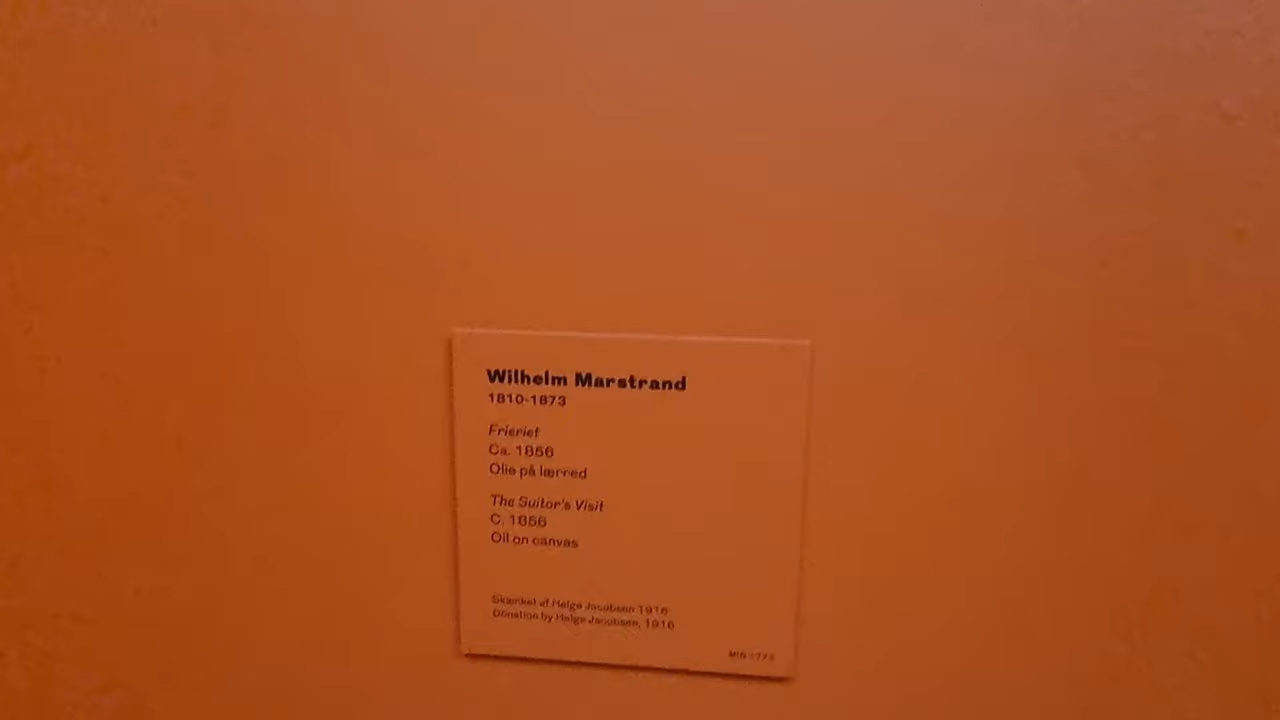 Wilhelm Marstrand
1810-1873
Frieriet
Ca. 1856
Olie på lærred
The Suitor's Visit
C. 1856
Oil on canvas
Skænket af Helge Jacobsen 1916
Donation by Helge Jacobsen, 1916
MIN